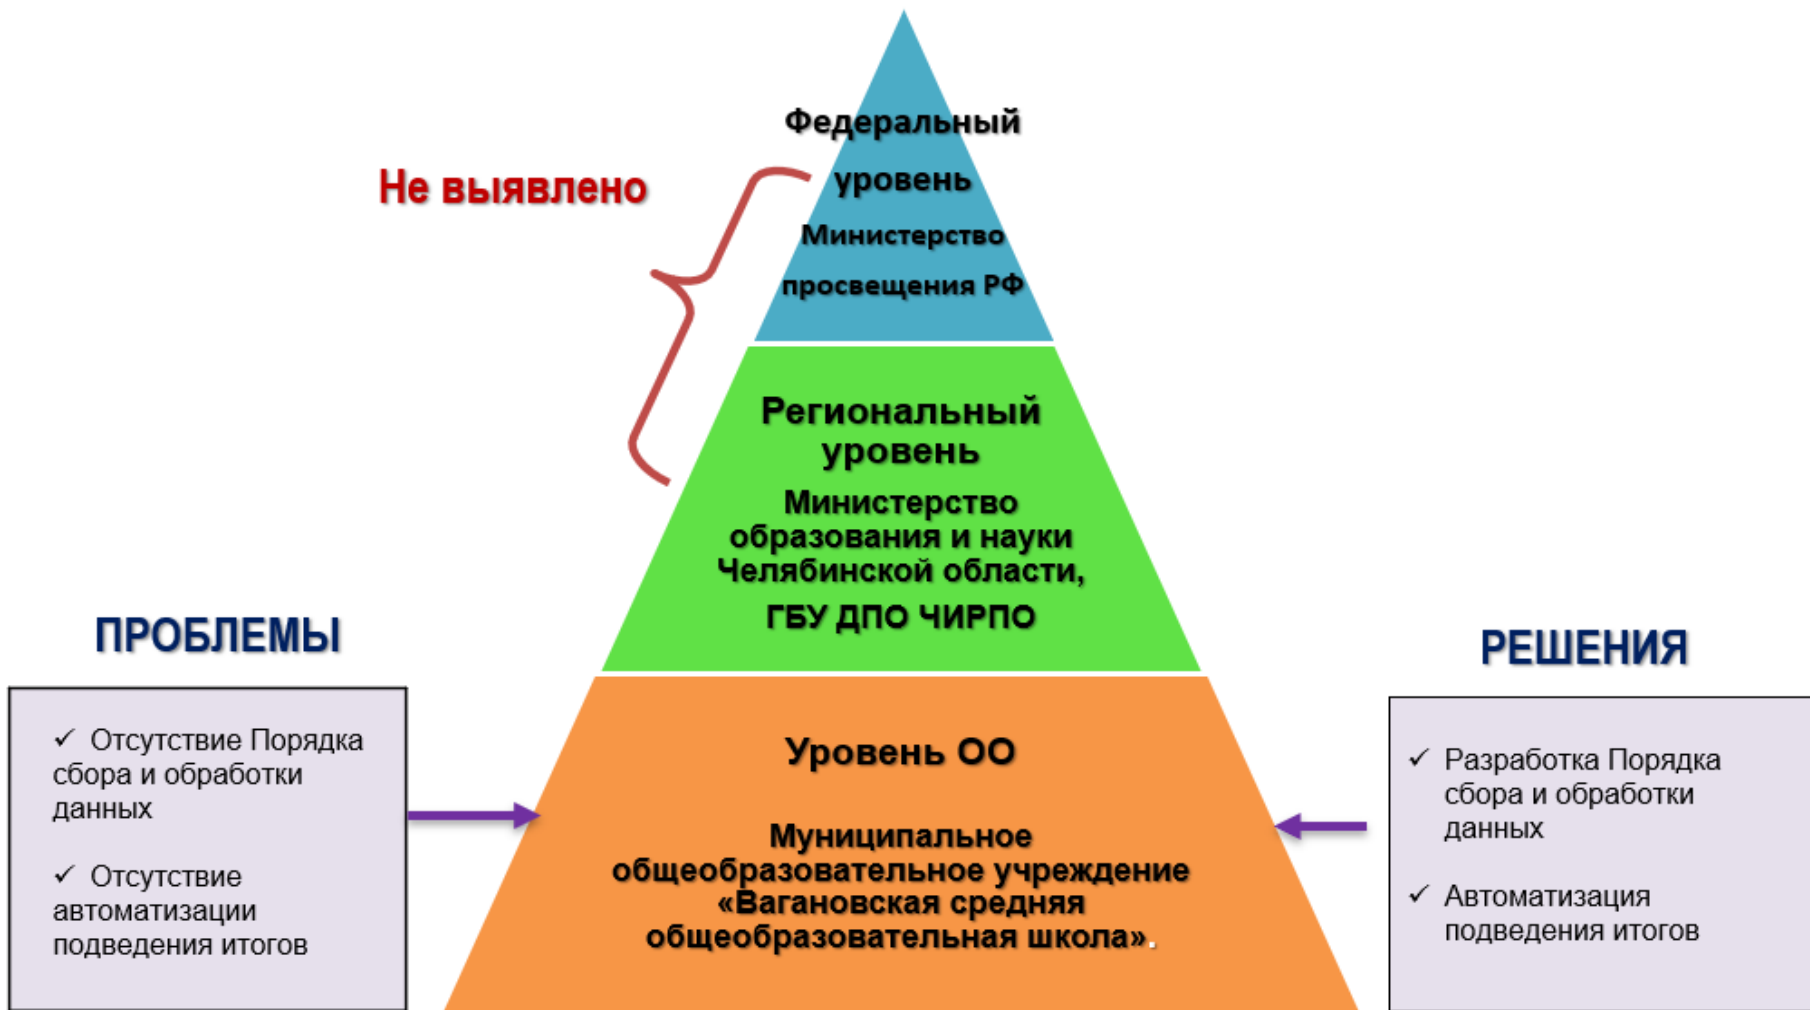 Федеральный
уровень
Министерство
просвещения РФ
Не выявлено
Региональный
уровень
Министерство
образования и науки
Челябинской области,
ГБУ ДПО ЧИРПО
ПРОБЛЕМЫ
✓ Отсутствие Порядка
сбора и обработки
данных
✓ Отсутствие
автоматизации
подведения итогов
Уровень ОО
Муниципальное
общеобразовательное учреждение
«Вагановская средняя
общеобразовательная школа».
РЕШЕНИЯ
✓ Разработка Порядка
сбора и обработки
данных
✓ Автоматизация
подведения итогов